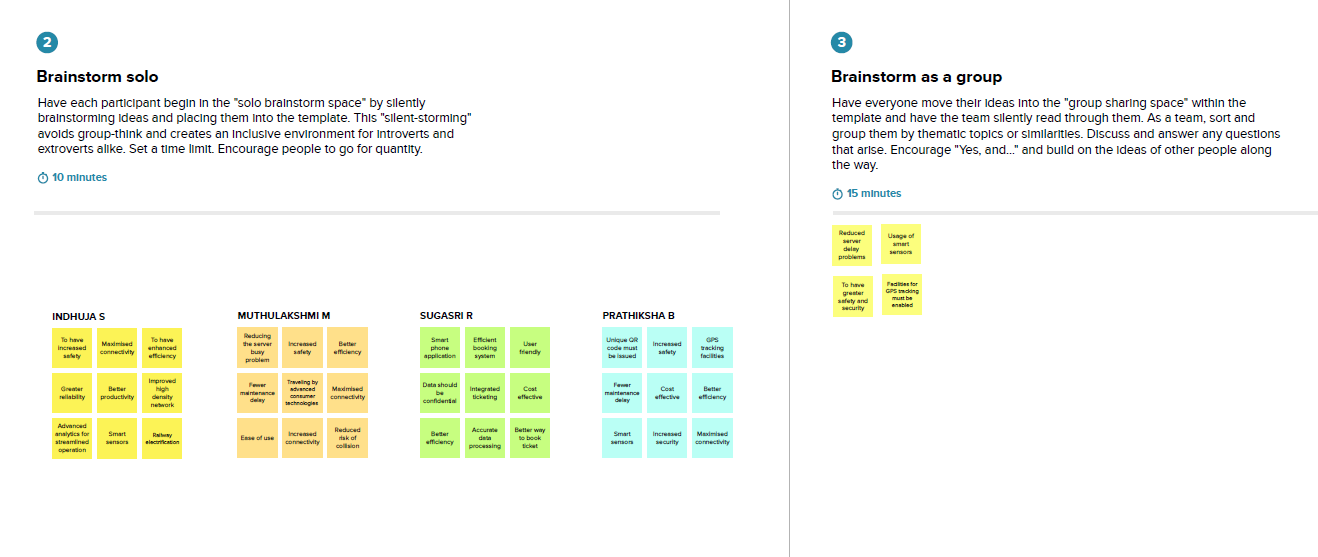 2
Brainstorm solo
Have each participant begin in the "solo brainstorm space" by silently
brainstorming ideas and placing them into the template. This "silent-storming"
avoids group-think and creates an inclusive environment for introverts and
extroverts alike. Set a time limit. Encourage people to go for quantity.
10 minutes
INDHUJA S
To have
increased
safety
Maximised
connectivity
To have
enhanced
efficiency
Greater
reliability
Better
productivity
Improved
high
density
network
Advanced
analytics for
streamlined
operation
Smart
sensors
Railway
electrification
MUTHULAKSHMI M
Reducing
the server
busy
problem
Increased
safety
Better
efficiency
Fewer
maintenance
delay
Traveling by
advanced
consumer
technologies
Maximised
connectivity
Ease of use
Increased
connectivity
Reduced
risk of
collision
SUGASRI R
Smart
phone
application
Efficient
booking
system
User
friendly
Data should
be
confidential
Integrated
ticketing
Cost
effective
Better
efficiency
Accurate
data
processing
Better way
to book
ticket
PRATHIKSHA B
Unique QR
code must
be issued
Increased
safety
GPS
tracking
facilities
Fewer
maintenance
delay
Cost
effective
Better
efficiency
Smart
sensors
Increased
security
Maximised
connectivity
3
Brainstorm as a group
Have everyone move their ideas into the "group sharing space" within the
template and have the team silently read through them. As a team, sort and
group them by thematic topics or similarities. Discuss and answer any questions
that arise. Encourage "Yes, and..." and build on the ideas of other people along
the way.
15 minutes
Reduced
server
delay
problems
Usage of
smart
sensors
To have
greater
safety and
security
Facilities for
GPS tracking
must be
enabled